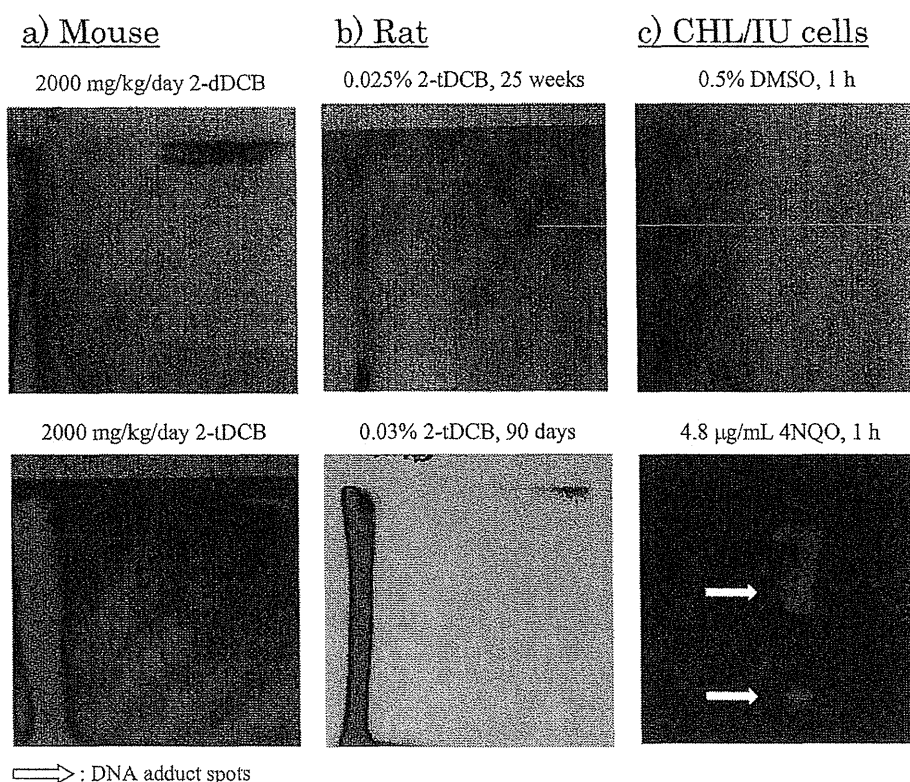 a) Mouse
b) Rat
c) CHL/IU cells
2000 mg/kg/day 2-dDCB
0.025% 2-tDCB, 25 weeks
0.5% DMSO, 1 h
2000 mg/kg/day 2-tDCB
0.03% 2-tDCB, 90 days
4.8 µg/mL 4NQO, 1 h
: DNA adduct spots